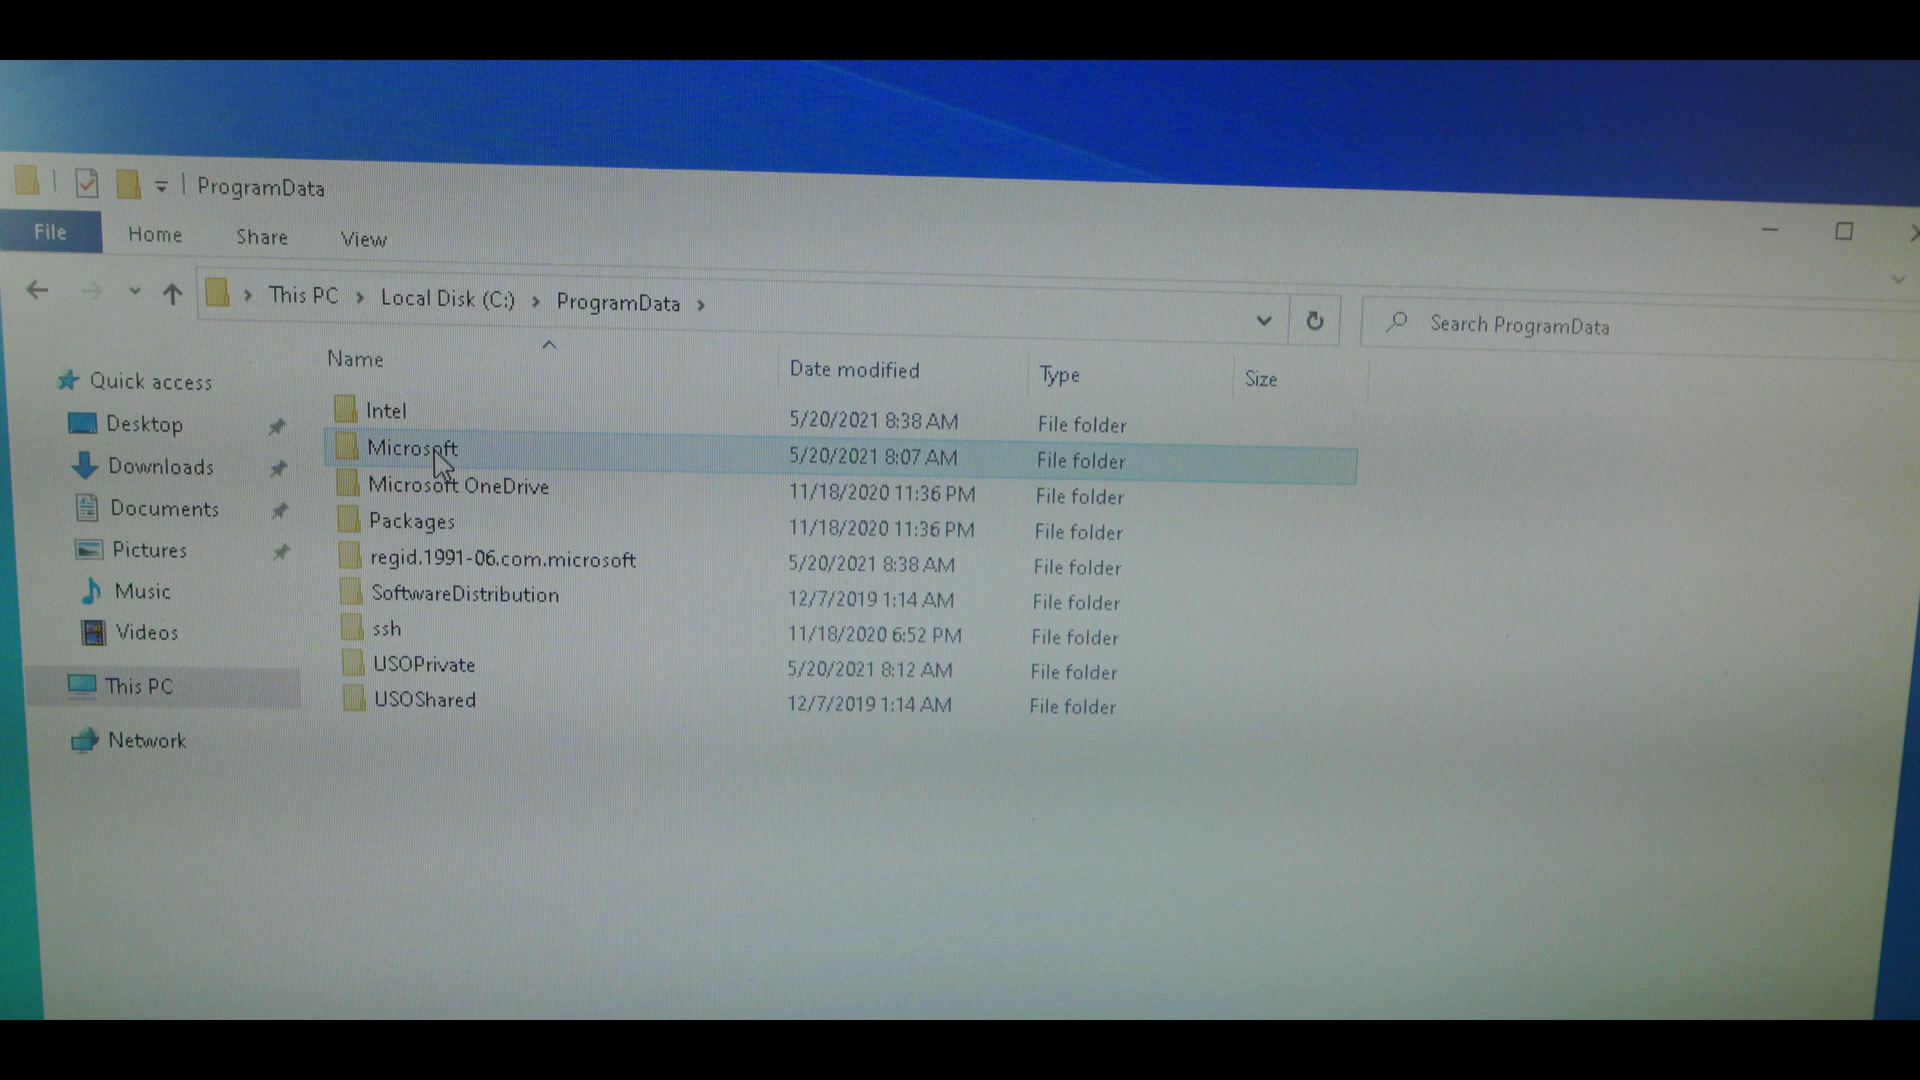 ProgramData
File Home Share View
This PC Local Disk (C:) ProgramData Search ProgramData
Name Date modified Type Size
Quick access
Desktop
Downloads
Documents
Pictures
Music
Videos
This PC
Network
Intel 5/20/2021 8:38 AM File folder
Microsoft 5/20/2021 8:07 AM File folder
Microsoft OneDrive 11/18/2020 11:36 PM File folder
Packages 11/18/2020 11:36 PM File folder
regid.1991-06.com.microsoft 5/20/2021 8:38 AM File folder
SoftwareDistribution 12/7/2019 1:14 AM File folder
ssh 11/18/2020 6:52 PM File folder
USOPrivate 5/20/2021 8:12 AM File folder
USOShared 12/7/2019 1:14 AM File folder